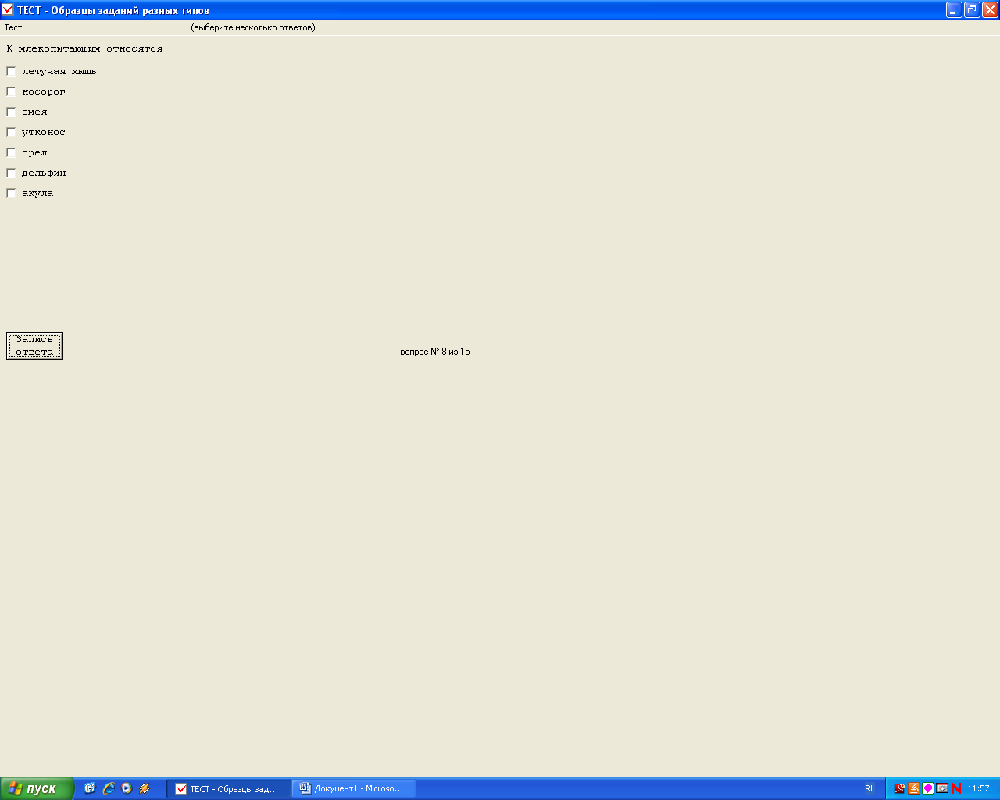 ТЕСТ - Образцы заданий разных типов
Тест (выберите несколько ответов)
К млекопитающим относятся
летучая мышь
носорог
змея
утконос
орел
дельфин
акула
Запись
ответа
вопрос № 8 из 15
пуск ТЕСТ - Образцы зад... Документ1 - Microso... RL 11:57